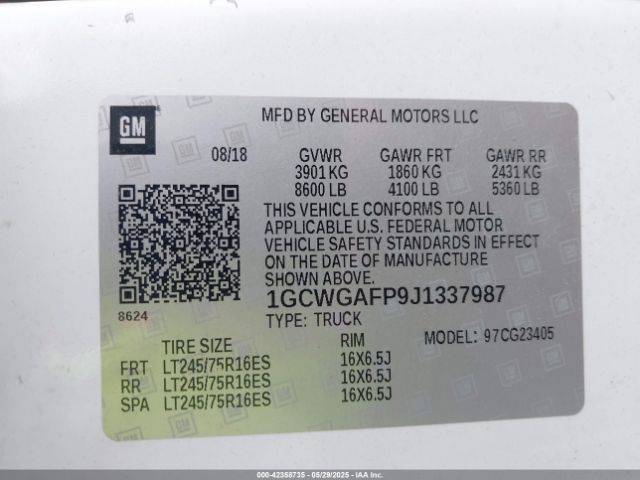 GM
MFD BY GENERAL MOTORS LLC
08/18 GVWR GAWR FRT GAWR RR
3901 KG 1860 KG 2431 KG
8600 LB 4100 LB 5360 LB
THIS VEHICLE CONFORMS TO ALL
APPLICABLE U.S. FEDERAL MOTOR
VEHICLE SAFETY STANDARDS IN EFFECT
ON THE DATE OF MANUFACTURE
SHOWN ABOVE.
1GCWGAFP9J1337987
8624
TYPE: TRUCK
MODEL: 97CG23405
TIRE SIZE RIM
FRT LT245/75R16ES 16X6.5J
RR LT245/75R16ES 16X6.5J
SPA LT245/75R16ES 16X6.5J
000-42358735 - 05/29/2025 - IAA Inc.